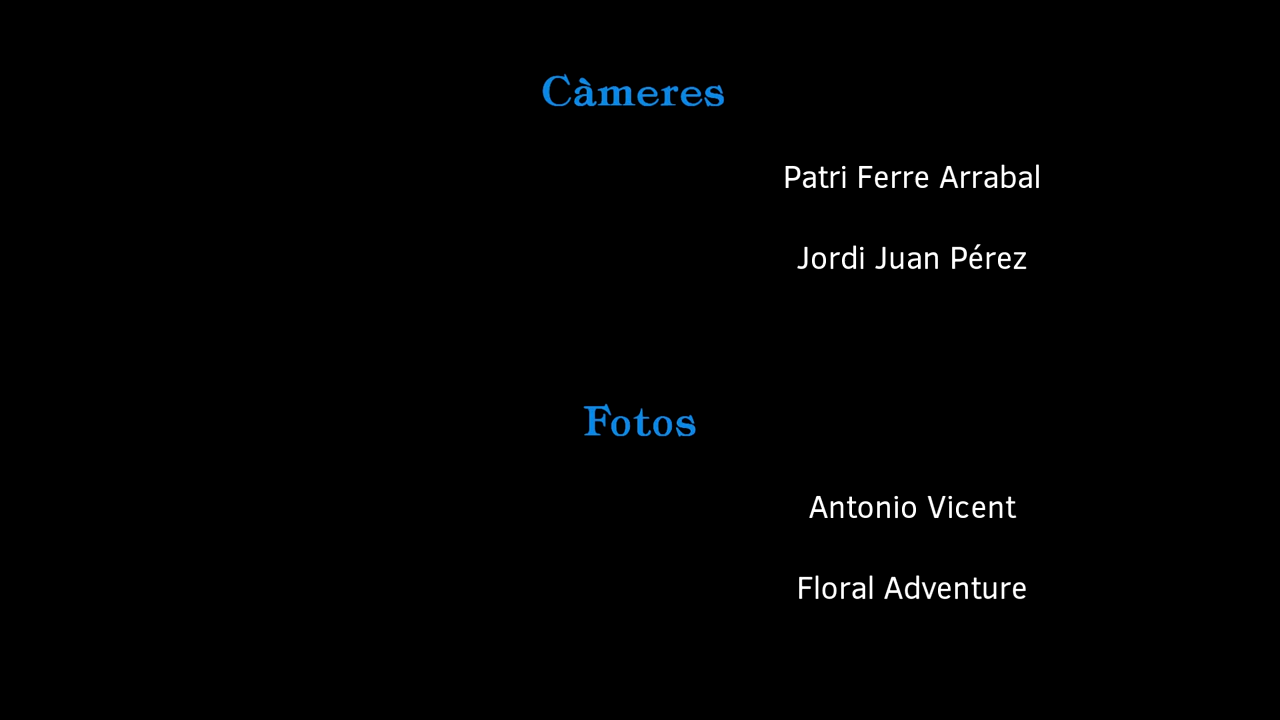 Càmeres
Patri Ferre Arrabal
Jordi Juan Pérez
Fotos
Antonio Vicent
Floral Adventure